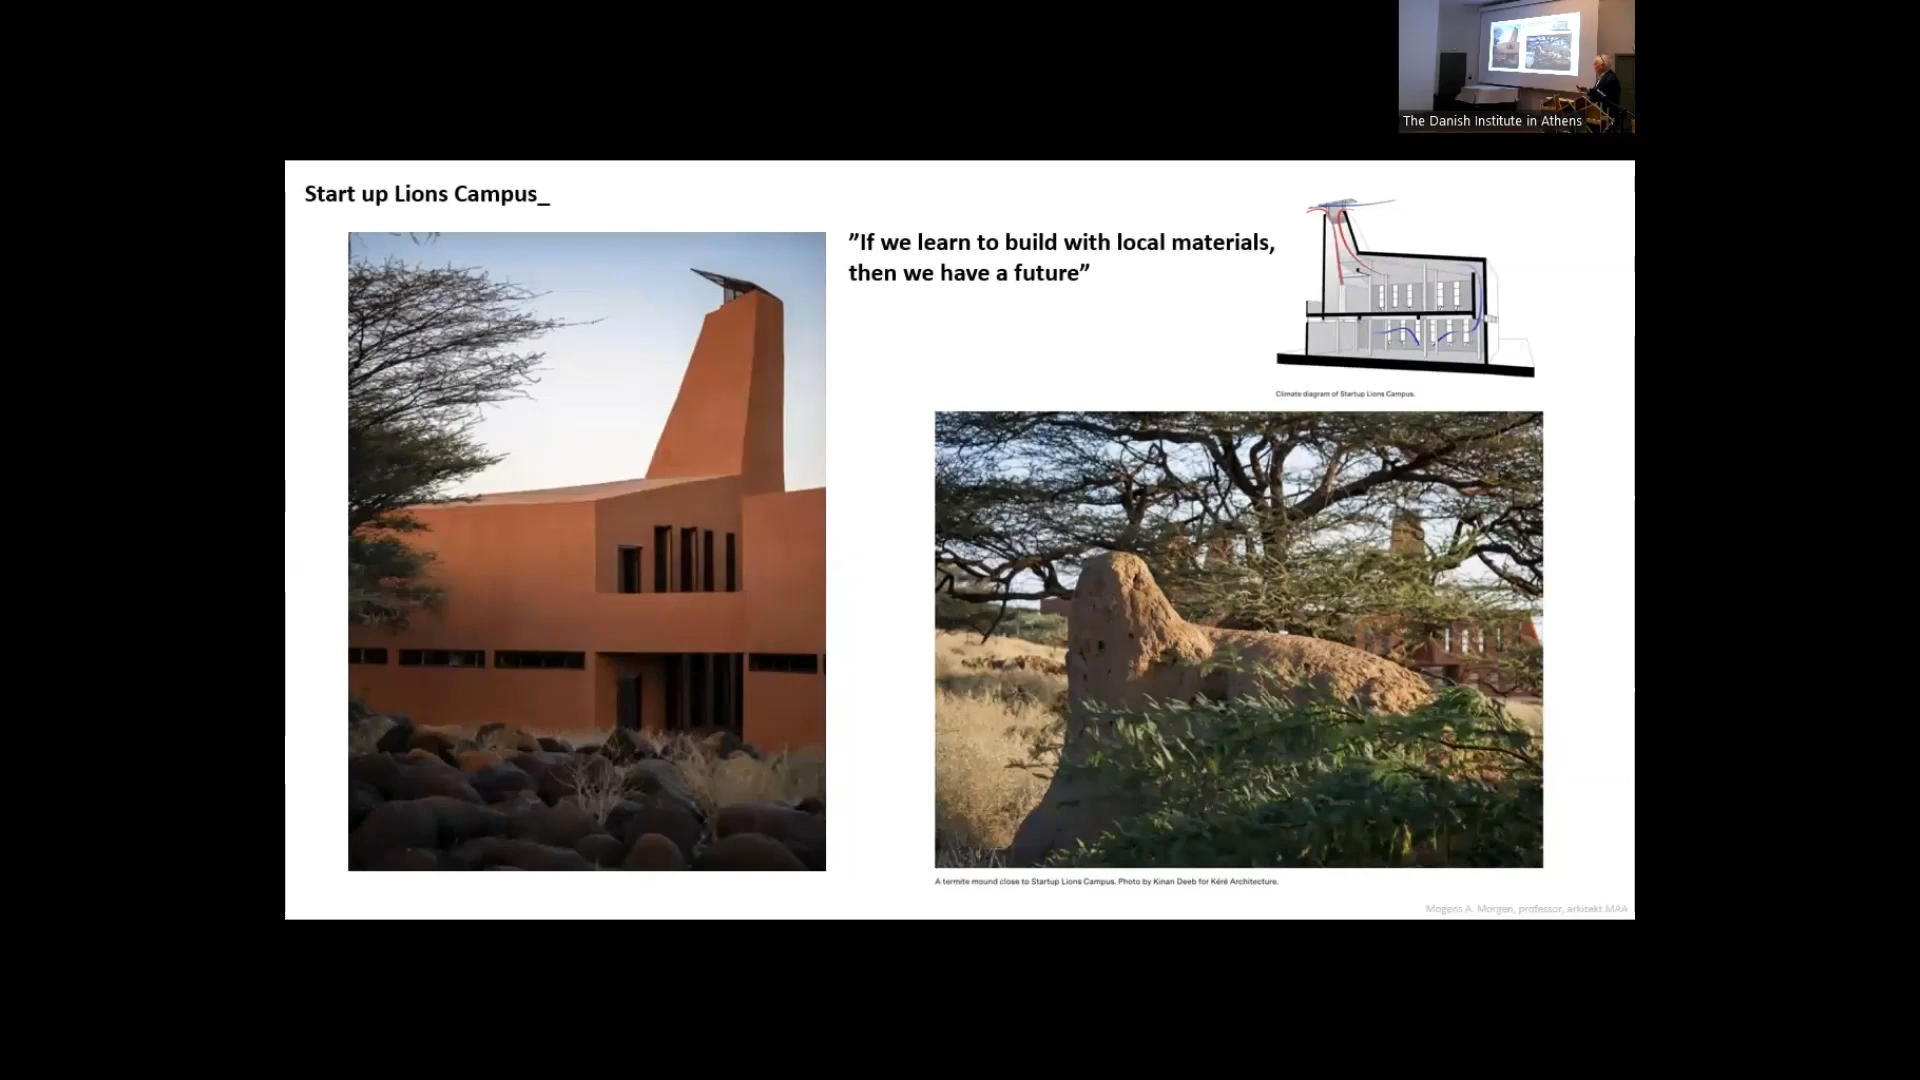 The Danish Institute in Athens
Start up Lions Campus_
”If we learn to build with local materials,
then we have a future”
Climate diagram of Startup Lions Campus.
A termite mound close to Startup Lions Campus. Photo by Kinan Deeb for Kéré Architecture.
Mogens A. Morgen, professor, arkitekt MAA